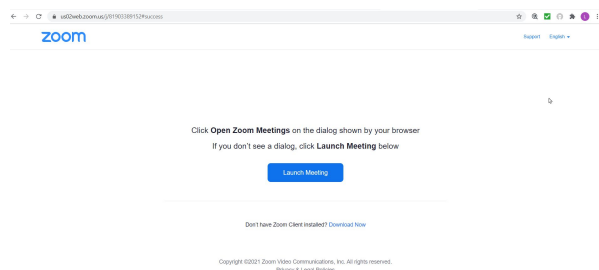 us02web.zoom.us/j/81903389152#success
zoom
Support English
Click Open Zoom Meetings on the dialog shown by your browser
If you don't see a dialog, click Launch Meeting below
Launch Meeting
Don't have Zoom Client installed? Download Now
Copyright ©2021 Zoom Video Communications, Inc. All rights reserved.
Privacy & Legal Policies